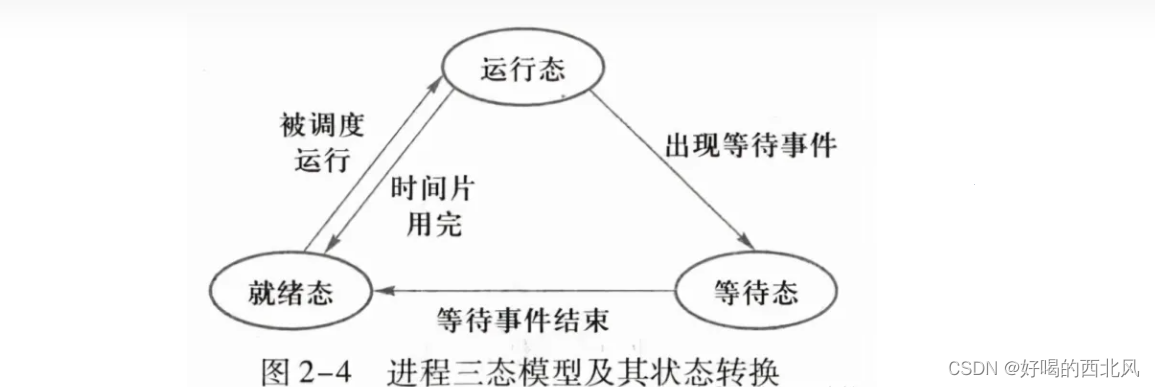 运行态
被调度
运行
出现等待事件
时间片
用完
就绪态
等待态
等待事件结束
图 2-4 进程三态模型及其状态转换
CSDN @好喝的西北风